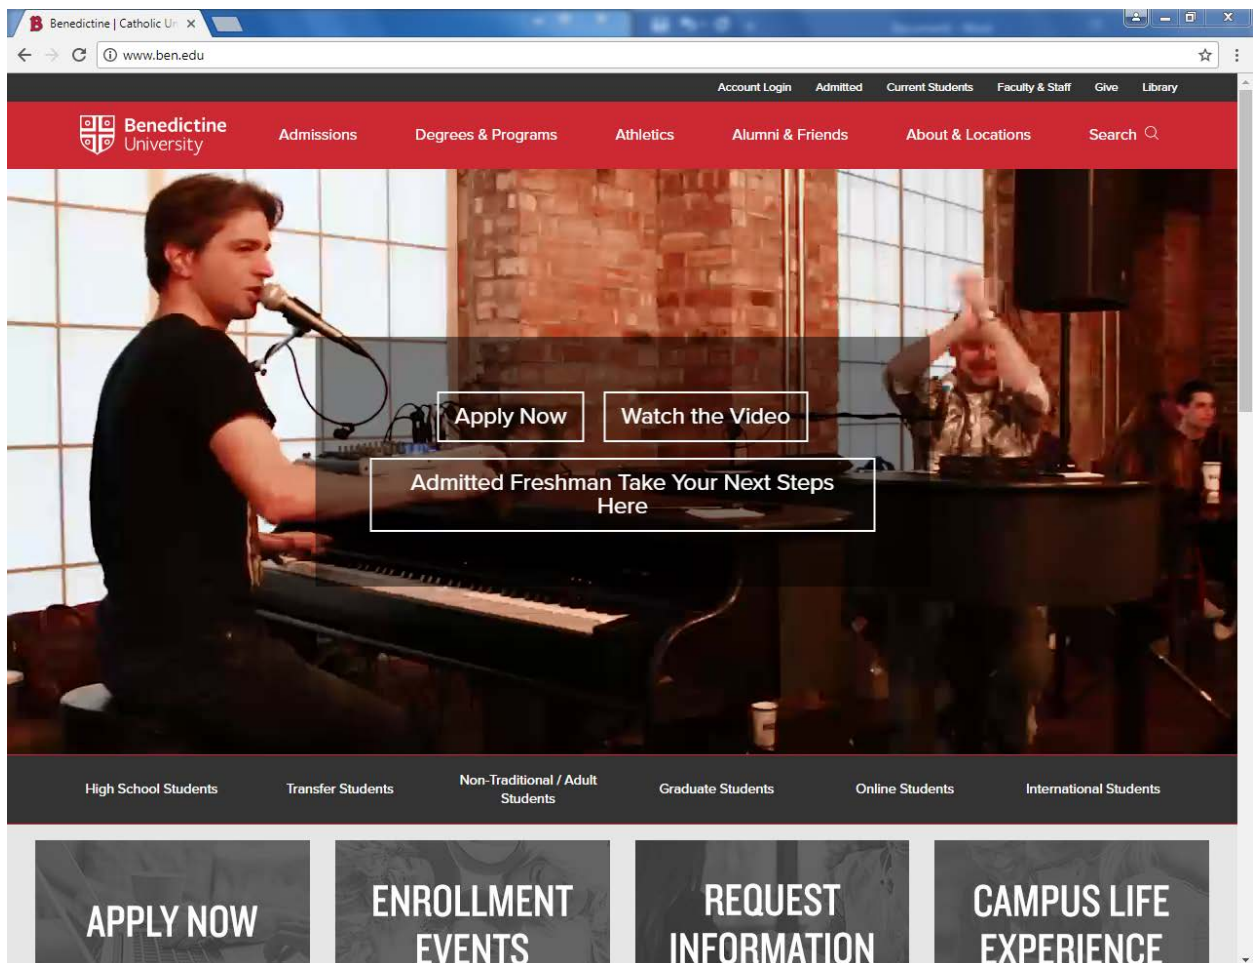 Benedictine | Catholic Un
www.ben.edu
Account Login Admitted Current Students Faculty & Staff Give Library
Benedictine
University
Admissions Degrees & Programs Athletics Alumni & Friends About & Locations Search
Apply Now Watch the Video
Admitted Freshman Take Your Next Steps
Here
High School Students Transfer Students Non-Traditional / Adult
Students Graduate Students Online Students International Students
APPLY NOW
ENROLLMENT
EVENTS
REQUEST
INFORMATION
CAMPUS LIFE
EXPERIENCE